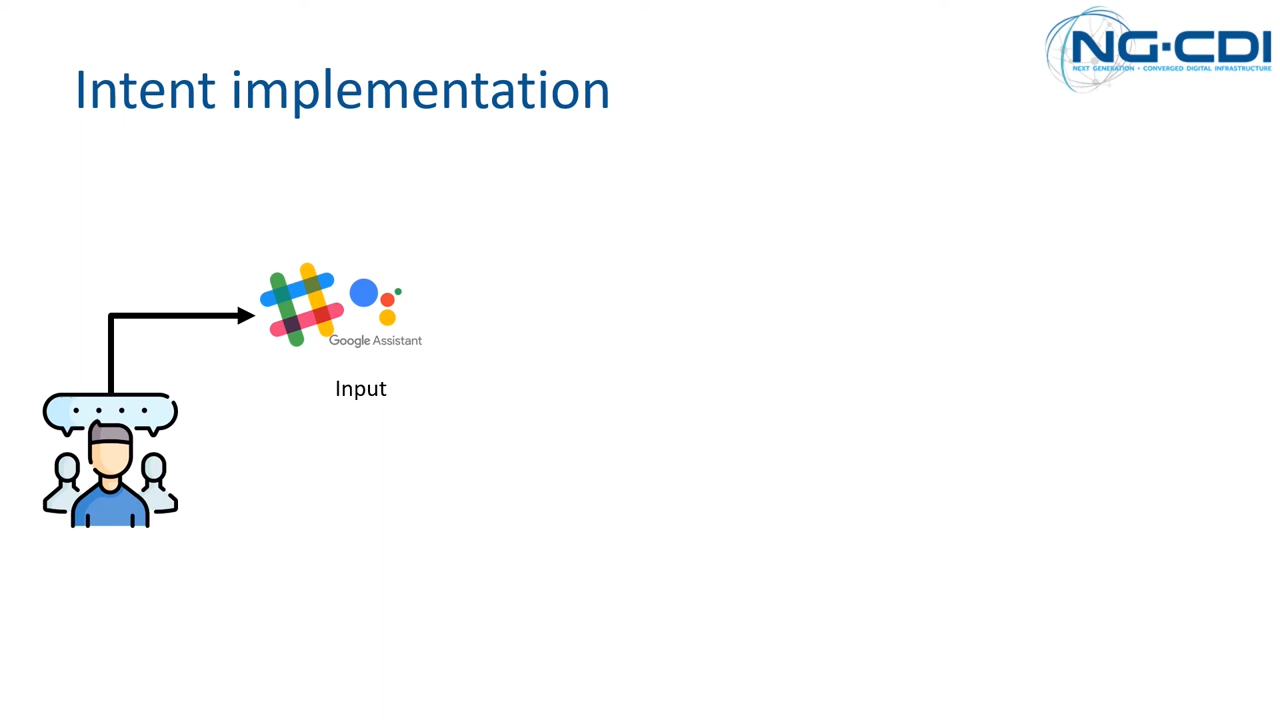 NG-CDI
NEXT GENERATION • CONVERGED DIGITAL INFRASTRUCTURE
Intent implementation
Google Assistant
Input